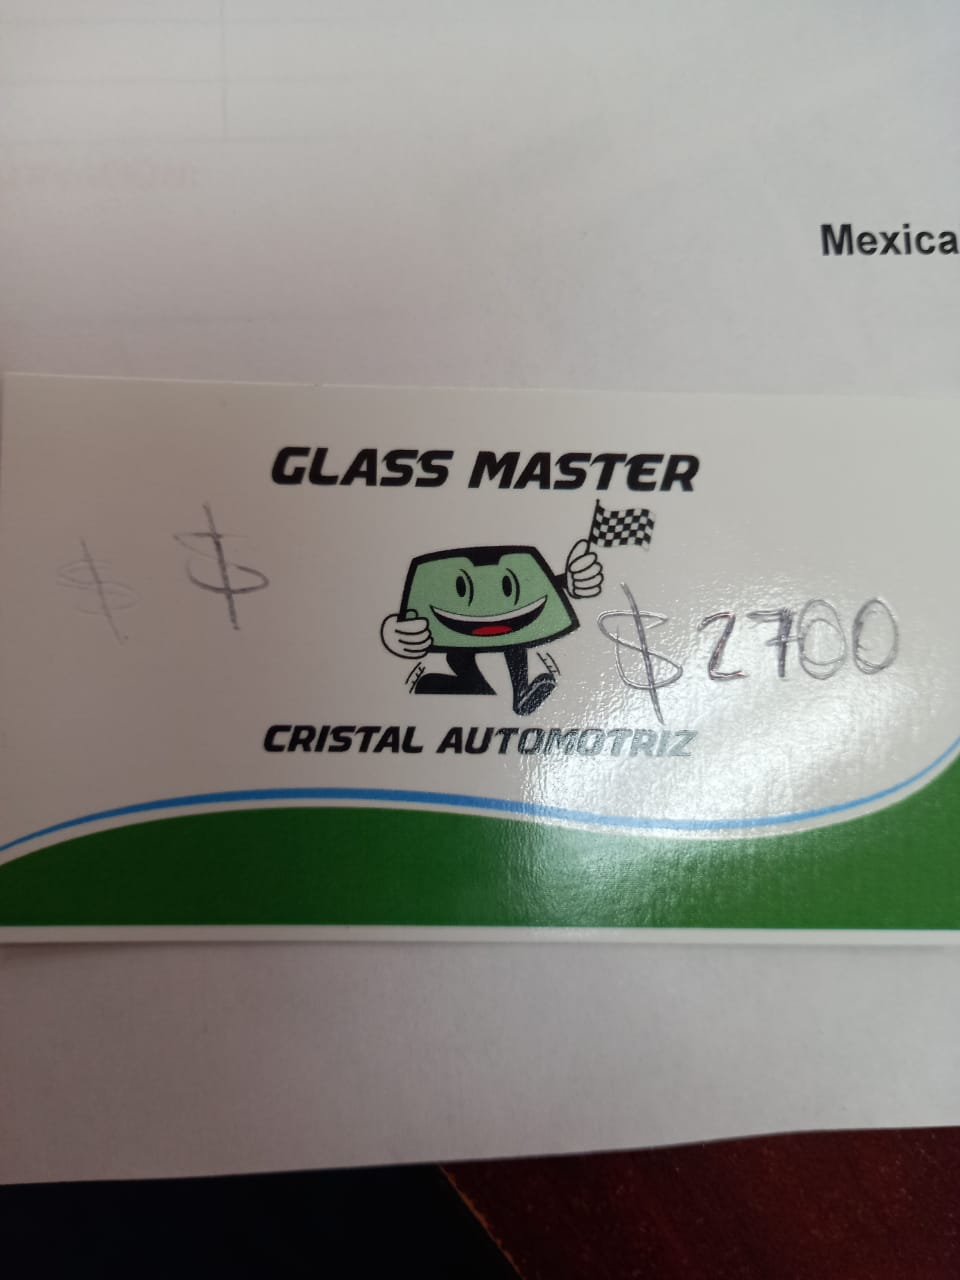 Mexica
GLASS MASTER
$ $
$ 2700
CRISTAL AUTOMOTRIZ